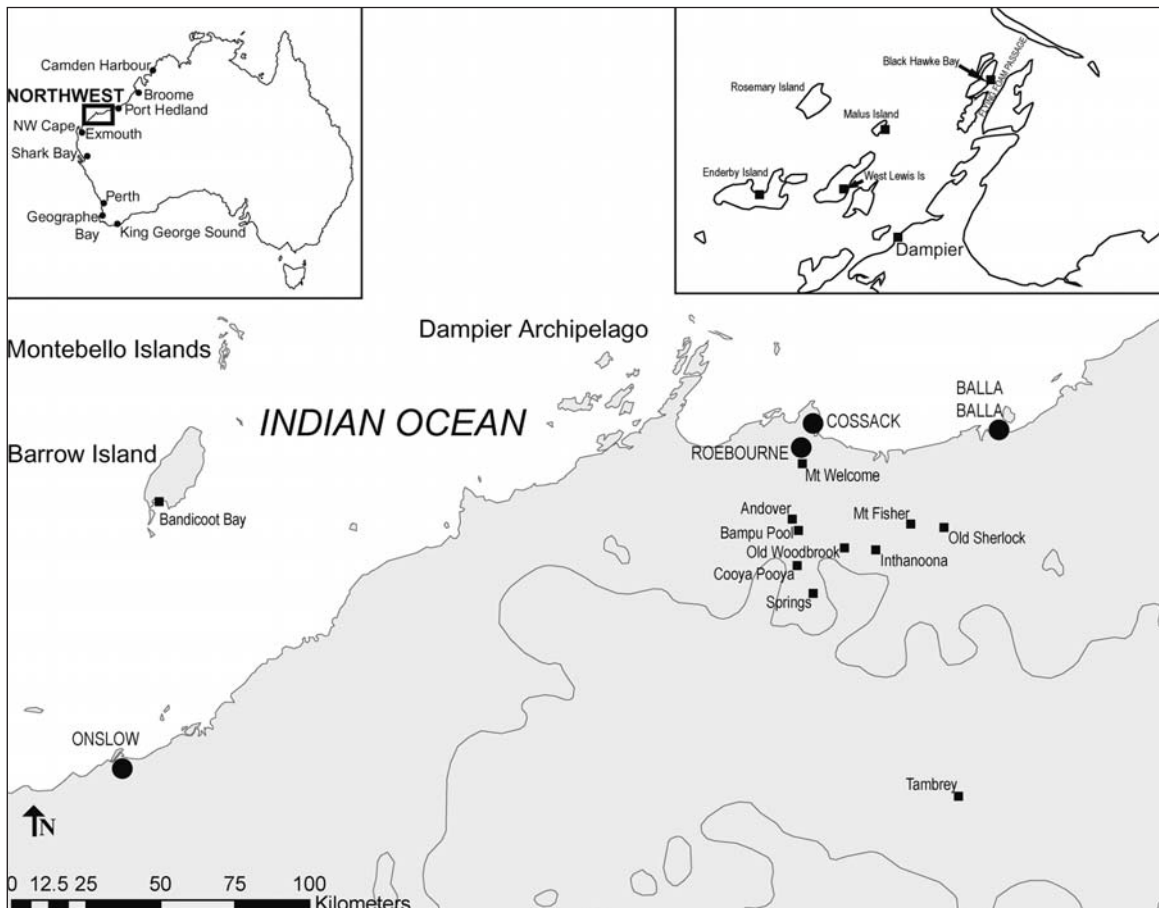 Camden Harbour
Broome
NORTHWEST
Port Hedland
NW Cape
Exmouth
Shark Bay
Perth
Geographe
Bay
King George Sound
Black Hawke Bay
FLYING FOAM PASSAGE
Rosemary Island
Malus Island
Enderby Island
West Lewis Is
Dampier
Dampier Archipelago
Montebello Islands
INDIAN OCEAN
BALLA
BALLA
COSSACK
Barrow Island
ROEBOURNE
Mt Welcome
Bandicoot Bay
Andover
Mt Fisher
Bampu Pool
Old Sherlock
Old Woodbrook
Inthanoona
Cooya Pooya
Springs
ONSLOW
Tambrey
N
0 12.5 25 50 75 100
Kilometers